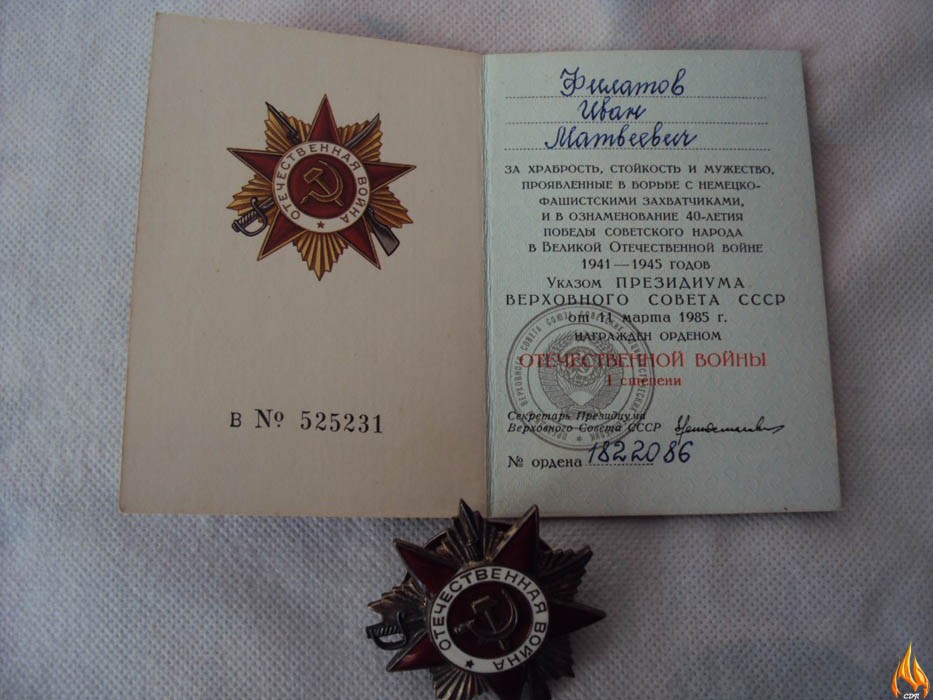 ОТЕЧЕСТВЕННАЯ ВОЙНА
В № 525231
Филатов
Иван
Матвеевич
ЗА ХРАБРОСТЬ, СТОЙКОСТЬ И МУЖЕСТВО,
ПРОЯВЛЕННЫЕ В БОРЬБЕ С НЕМЕЦКО-
ФАШИСТСКИМИ ЗАХВАТЧИКАМИ,
И В ОЗНАМЕНОВАНИЕ 40-ЛЕТИЯ
ПОБЕДЫ СОВЕТСКОГО НАРОДА
В ВЕЛИКОЙ ОТЕЧЕСТВЕННОЙ ВОЙНЕ
1941—1945 ГОДОВ
УКАЗОМ ПРЕЗИДИУМА
ВЕРХОВНОГО СОВЕТА СССР
от 11 марта 1985 г.
НАГРАЖДЕН ОРДЕНОМ
ОТЕЧЕСТВЕННОЙ ВОЙНЫ
I степени
Секретарь Президиума
Верховного Совета СССР
№ ордена 1822086
ОТЕЧЕСТВЕННАЯ ВОЙНА
CDR